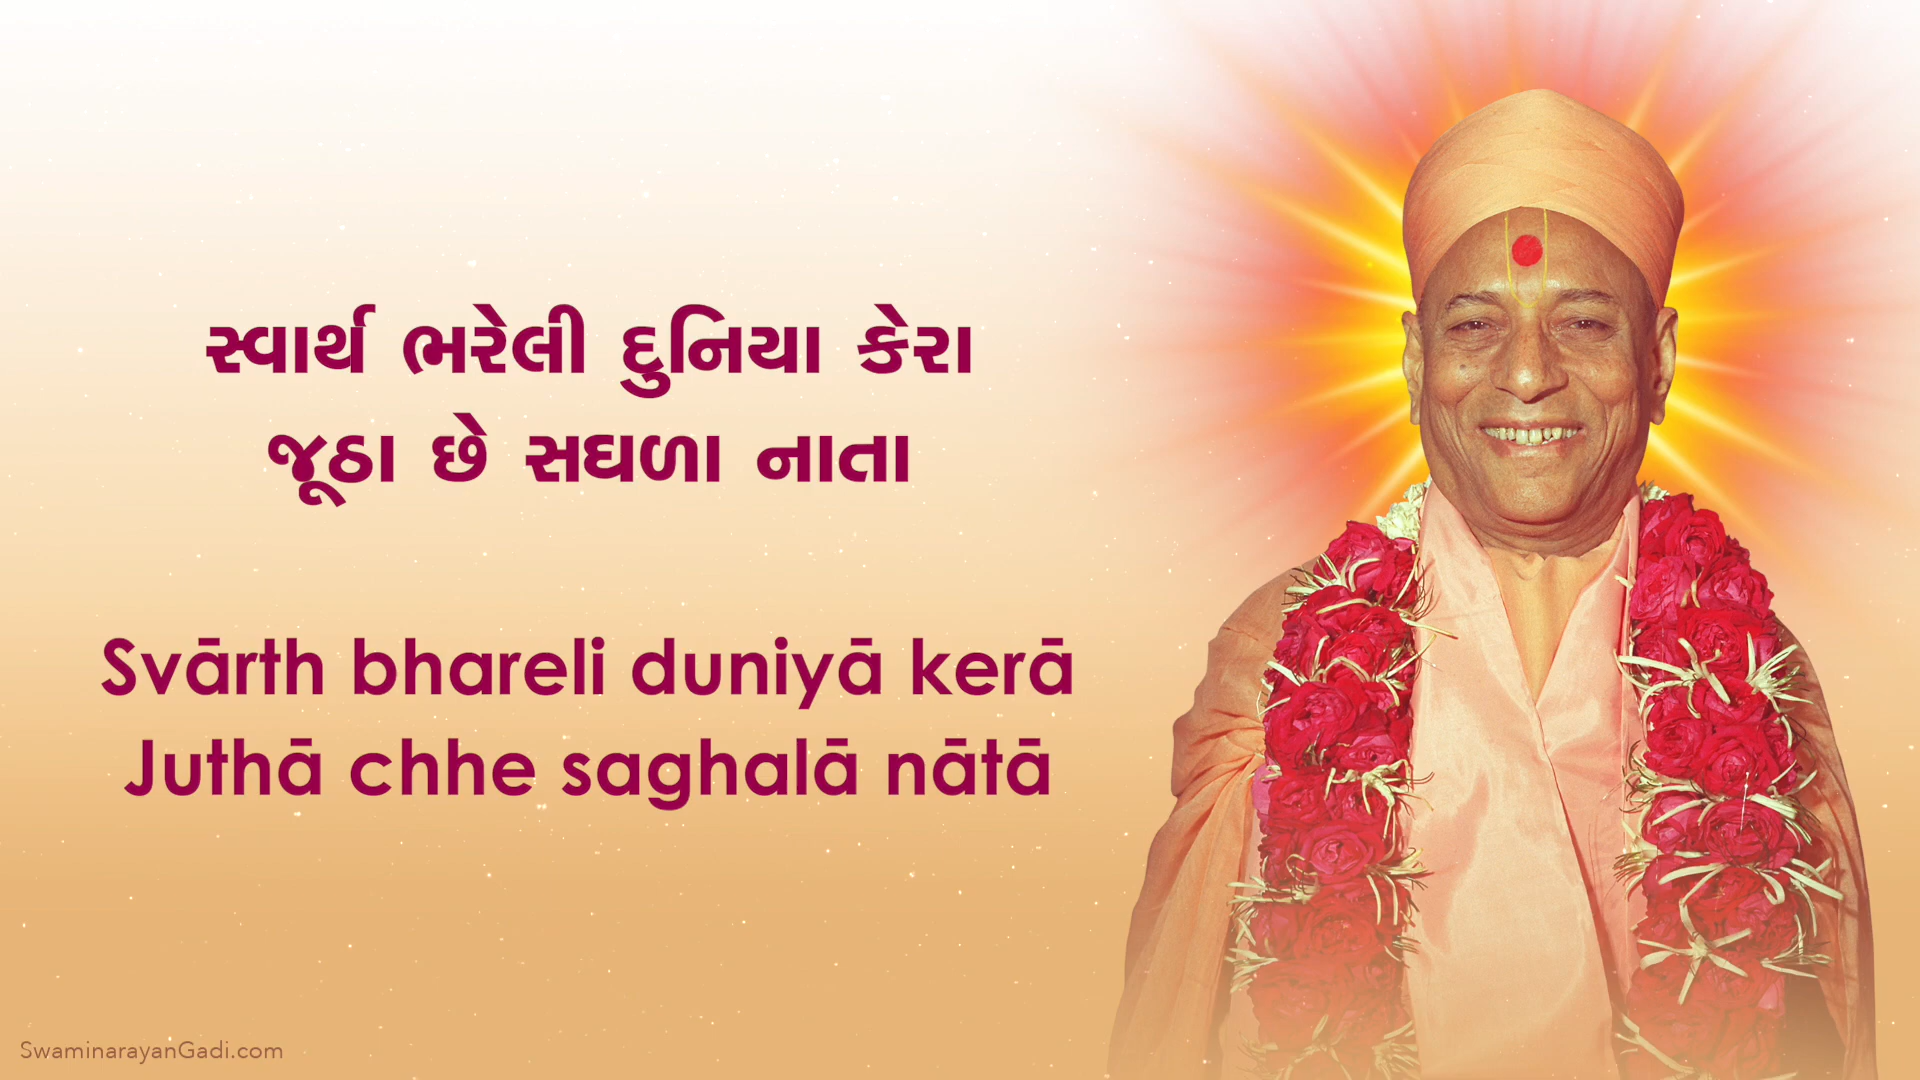 સ્વાર્થ ભરેલી દુનિયા કેરા
જૂઠા છે સઘળા નાતા
Svārth bhareli duniyā kerā
Juthā chhe saghalā nātā
SwaminarayanGadi.com